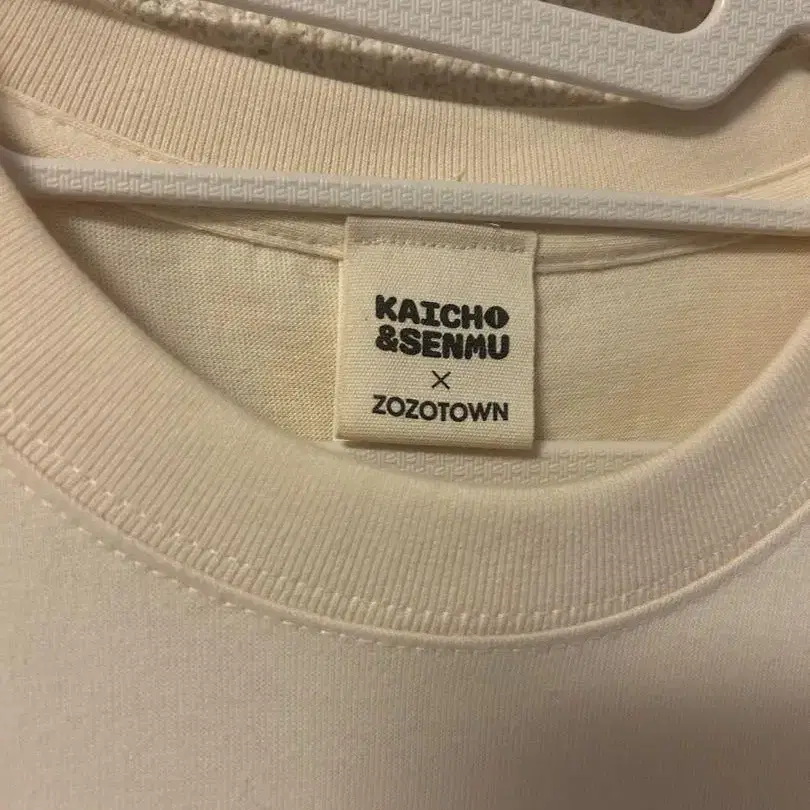 KAICHO
&SENMU
×
ZOZOTOWN